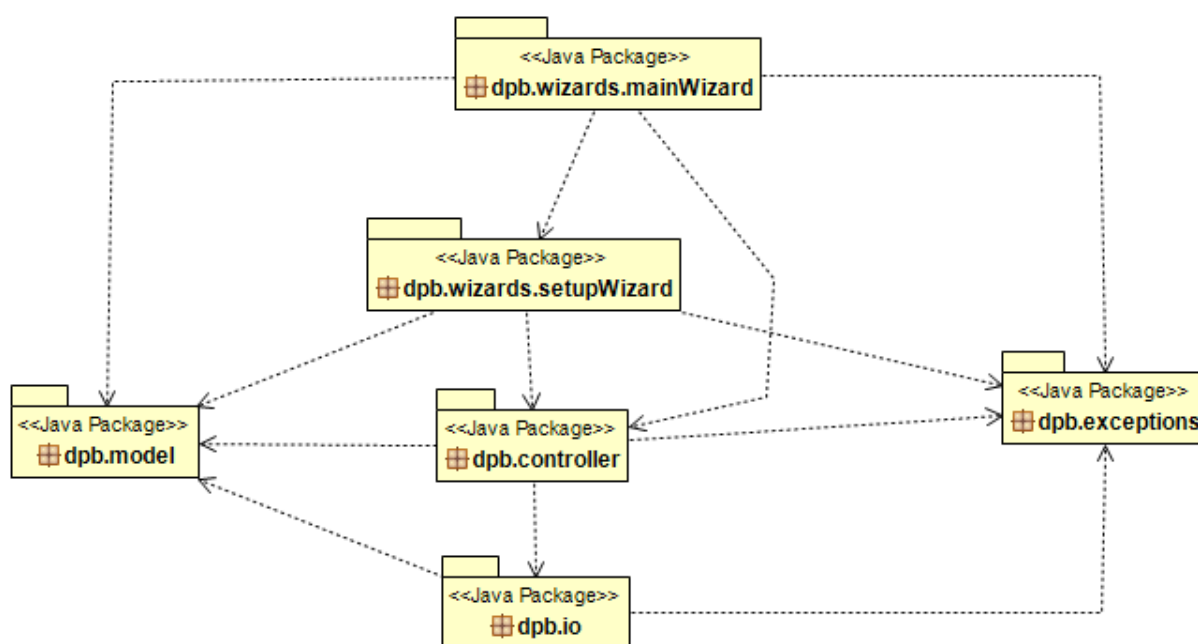 <<Java Package>>
dpb.wizards.mainWizard
<<Java Package>>
dpb.wizards.setupWizard
<<Java Package>>
dpb.exceptions
<<Java Package>>
dpb.model
<<Java Package>>
dpb.controller
<<Java Package>>
dpb.io